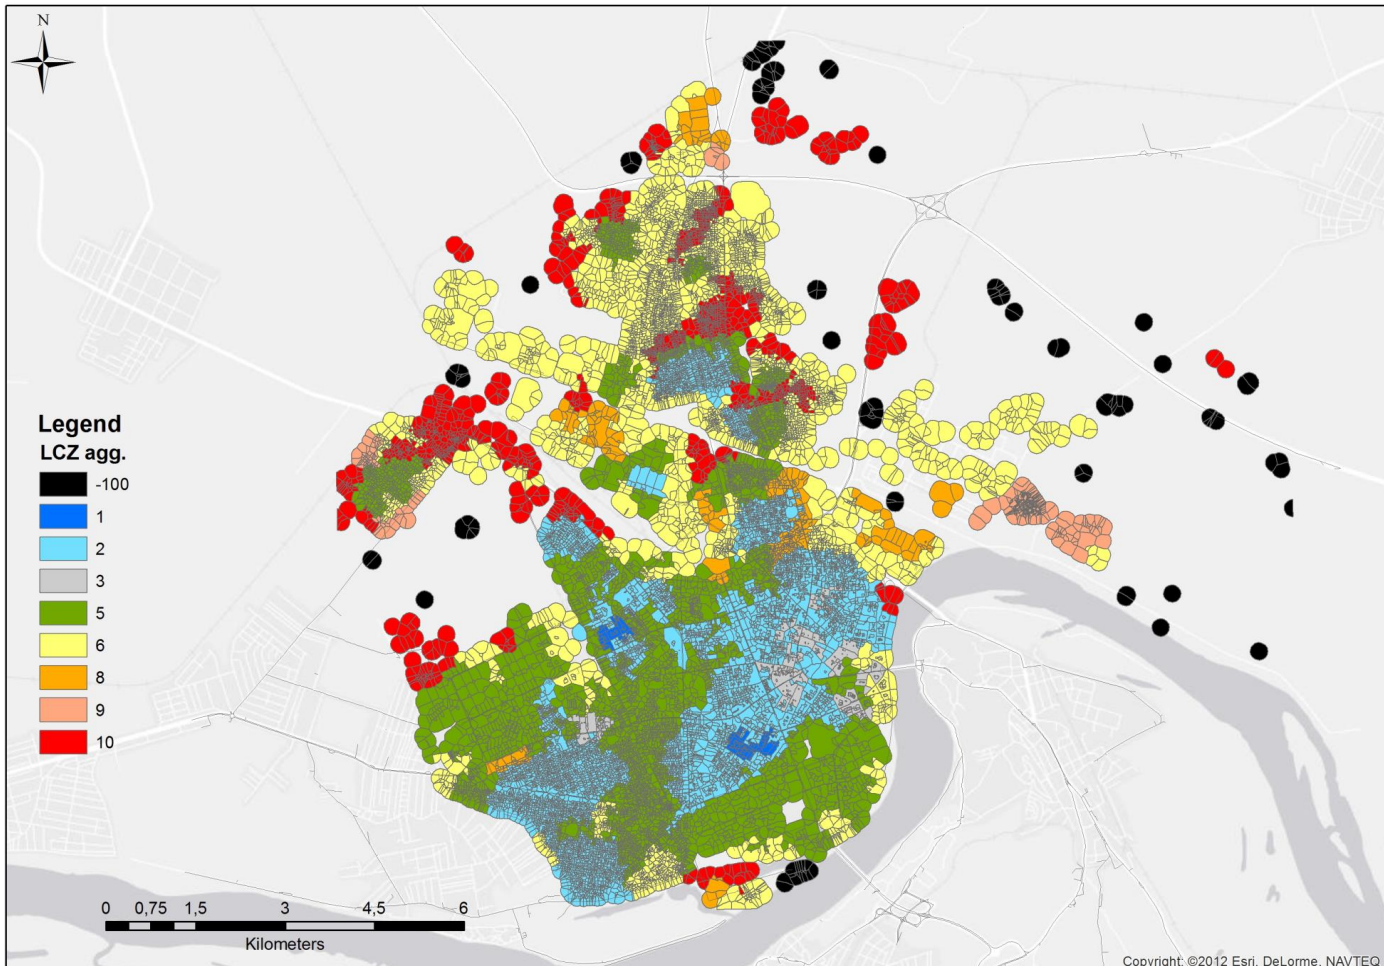 N
Legend
LCZ agg.
-100
1
2
3
5
6
8
9
10
0 0,75 1,5 3 4,5 6
Kilometers
Copyright: ©2012 Esri, DeLorme, NAVTEQ